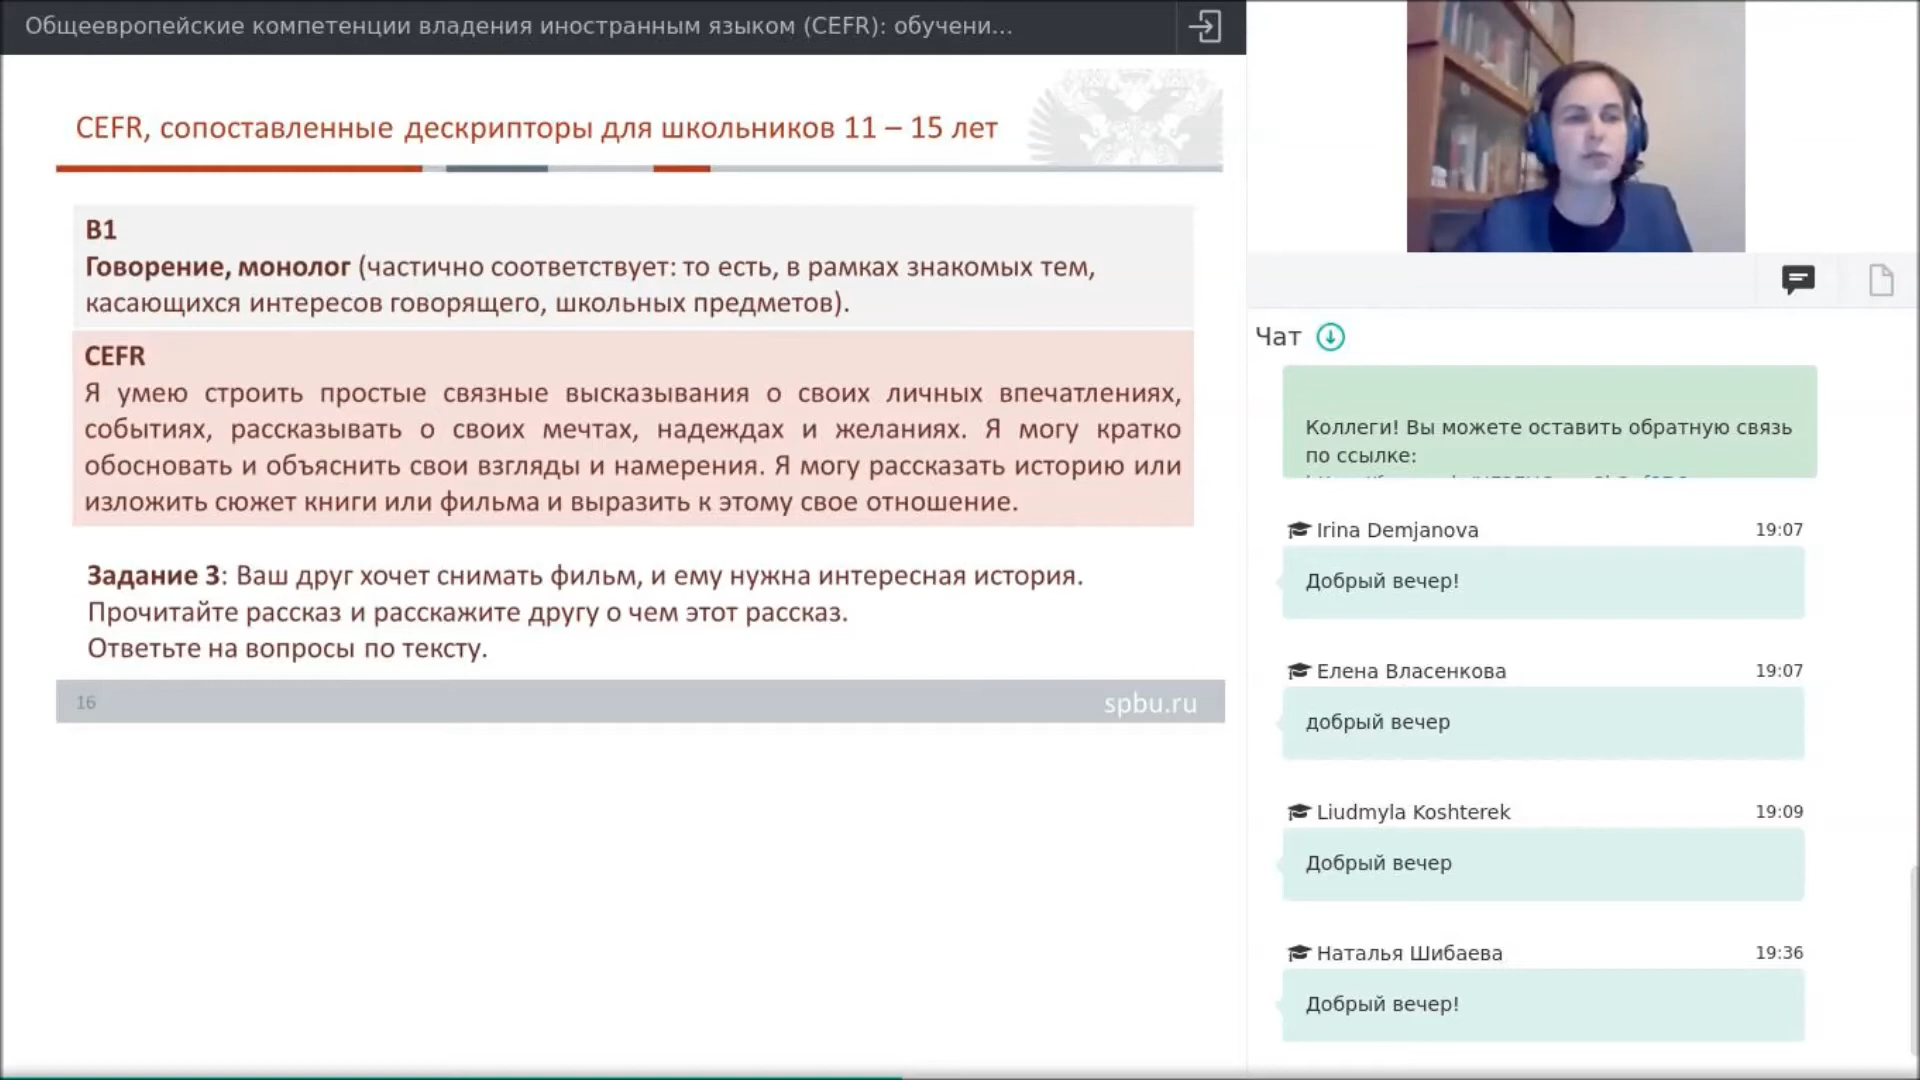 Общеевропейские компетенции владения иностранным языком (CEFR): обучени...
CEFR, сопоставленные дескрипторы для школьников 11 – 15 лет
B1
Говорение, монолог (частично соответствует: то есть, в рамках знакомых тем,
касающихся интересов говорящего, школьных предметов).
CEFR
Я умею строить простые связные высказывания о своих личных впечатлениях,
событиях, рассказывать о своих мечтах, надеждах и желаниях. Я могу кратко
обосновать и объяснить свои взгляды и намерения. Я могу рассказать историю или
изложить сюжет книги или фильма и выразить к этому свое отношение.
Задание 3: Ваш друг хочет снимать фильм, и ему нужна интересная история.
Прочитайте рассказ и расскажите другу о чем этот рассказ.
Ответьте на вопросы по тексту.
16
spbu.ru
Чат
Коллеги! Вы можете оставить обратную связь
по ссылке:
Irina Demjanova 19:07
Добрый вечер!
Елена Власенкова 19:07
добрый вечер
Liudmyla Koshterek 19:09
Добрый вечер
Наталья Шибаева 19:36
Добрый вечер!